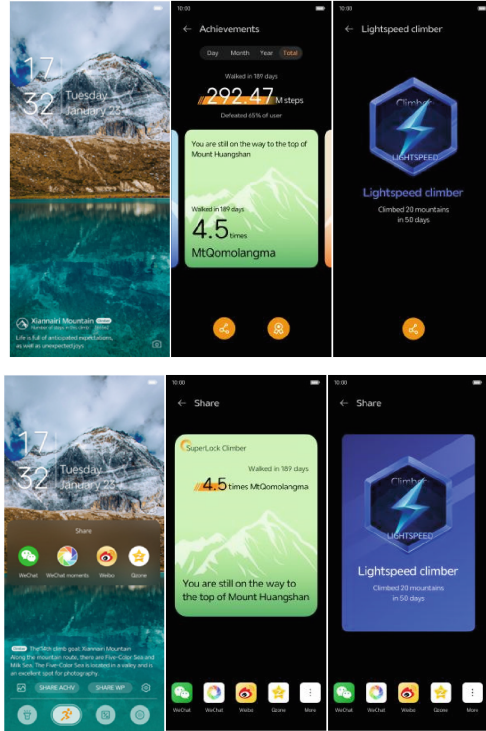 17
32
Tuesday
January 23
Xiannairi Mountain
Life is full of anticipated expectations,
as well as unexpected joys
10:00
← Achievements
Day Month Year Total
Walked in 189 days
292.47 M steps
Defeated 65% of user
You are still on the way to the top of
Mount Huangshan
Walked in 189 days
4.5 times
MtQomolangma
10:00
← Lightspeed climber
Climber
LIGHTSPEED
Lightspeed climber
Climbed 20 mountains
in 50 days
17
32
Tuesday
January 23
Share
WeChat WeChat moments Weibo Qzone
The 54th climb goal: Xiannairi Mountain
Along the mountain route, there are Five-Color Sea and
Milk Sea. The Five-Color Sea is located in a valley and is
an excellent spot for photography.
SHARE ACHV SHARE WP
10:00
← Share
SuperLock Climber
Walked in 189 days
4.5 times MtQomolangma
You are still on the way to
the top of Mount Huangshan
WeChat WeChat moments Weibo Qzone More
10:00
← Share
Climber
LIGHTSPEED
Lightspeed climber
Climbed 20 mountains
in 50 days
WeChat WeChat moments Weibo Qzone More